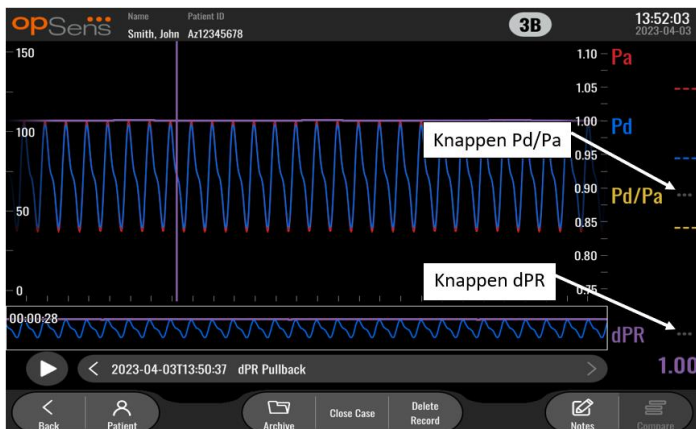 opSens
Name Patient ID
Smith, John Az12345678
3B
13:52:03
2023-04-03
150
100
50
0
1.10
1.05
1.00
0.95
0.90
0.85
0.80
0.75
Pa
---
Pd
---
Pd/Pa
---
Knappen Pd/Pa
Knappen dPR
00:00:28
dPR
1.00
< 2023-04-03T13:50:37 dPR Pullback >
Back
Patient
Archive
Close Case
Delete
Record
Notes
Compare